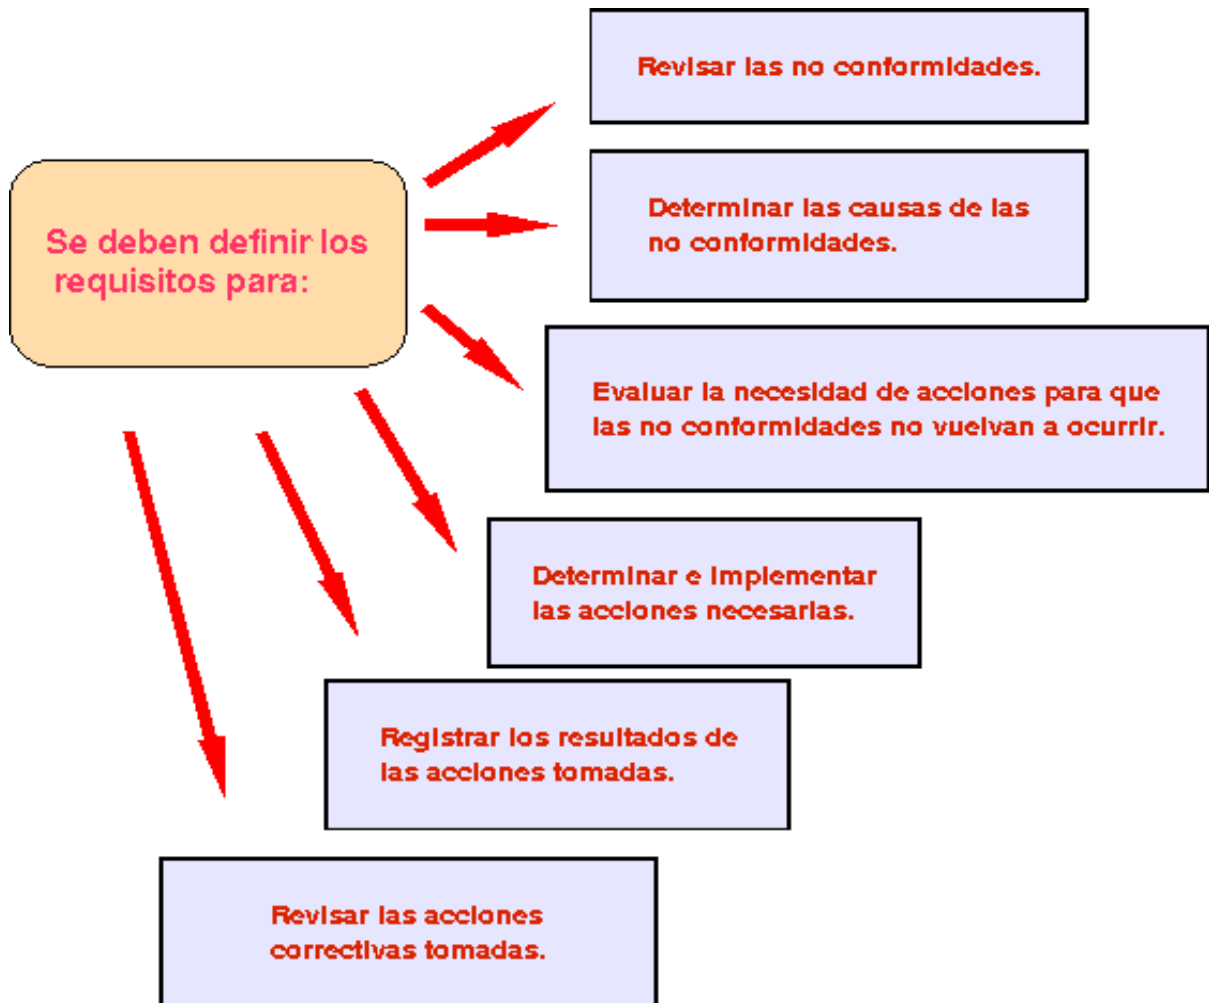 Se deben definir los
requisitos para:
Revisar las no conformidades.
Determinar las causas de las
no conformidades.
Evaluar la necesidad de acciones para que
las no conformidades no vuelvan a ocurrir.
Determinar e implementar
las acciones necesarias.
Registrar los resultados de
las acciones tomadas.
Revisar las acciones
correctivas tomadas.